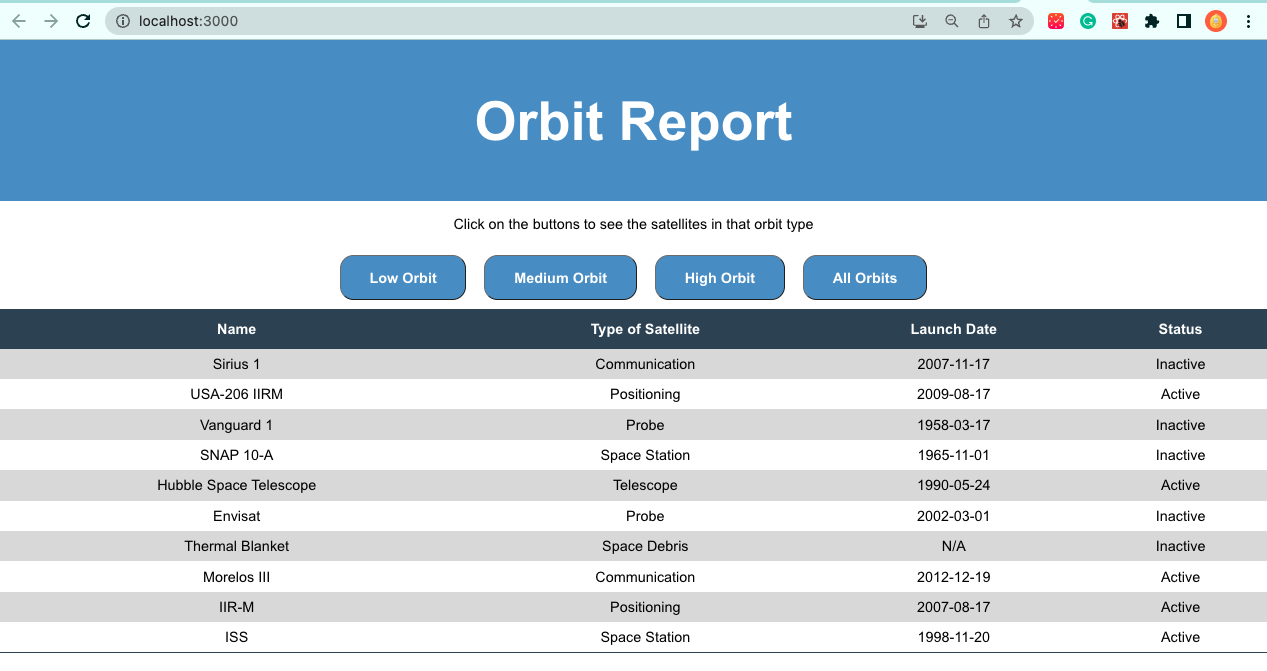 localhost:3000
Orbit Report
Click on the buttons to see the satellites in that orbit type
Low Orbit Medium Orbit High Orbit All Orbits
Name Type of Satellite Launch Date Status
Sirius 1 Communication 2007-11-17 Inactive
USA-206 IIRM Positioning 2009-08-17 Active
Vanguard 1 Probe 1958-03-17 Inactive
SNAP 10-A Space Station 1965-11-01 Inactive
Hubble Space Telescope Telescope 1990-05-24 Active
Envisat Probe 2002-03-01 Inactive
Thermal Blanket Space Debris N/A Inactive
Morelos III Communication 2012-12-19 Active
IIR-M Positioning 2007-08-17 Active
ISS Space Station 1998-11-20 Active